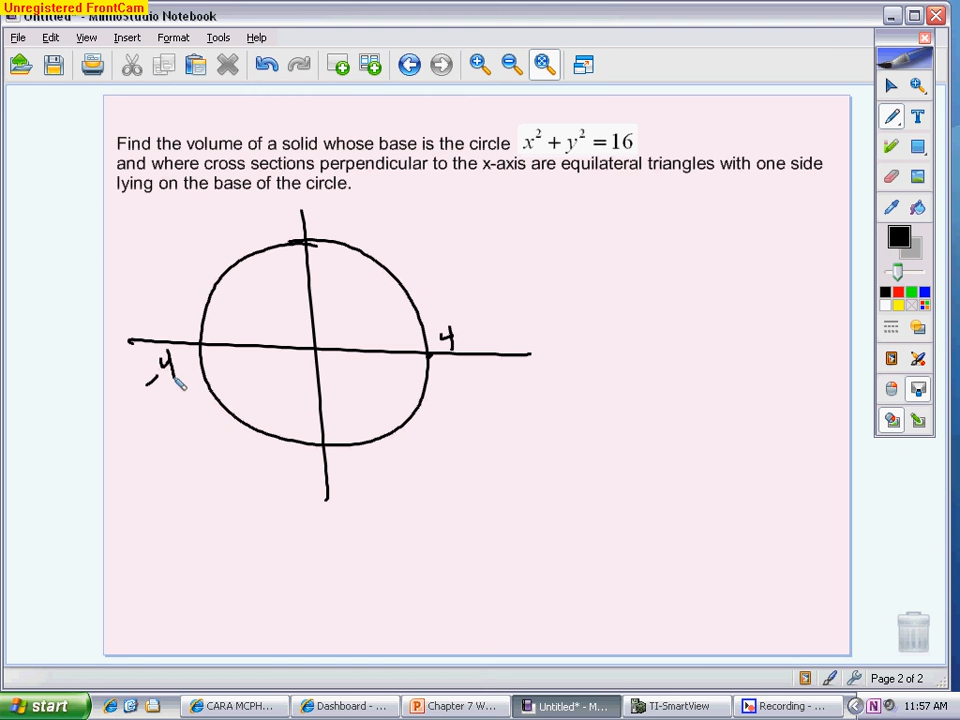 Unregistered FrontCam
Untitled* - MimioStudio Notebook
File Edit View Insert Format Tools Help
Find the volume of a solid whose base is the circle x² + y² = 16
and where cross sections perpendicular to the x-axis are equilateral triangles with one side
lying on the base of the circle.
4
-4
Page 2 of 2
start CARA MCPH... Dashboard - ... Chapter 7 W... Untitled* - M... TI-SmartView Recording - ... 11:57 AM